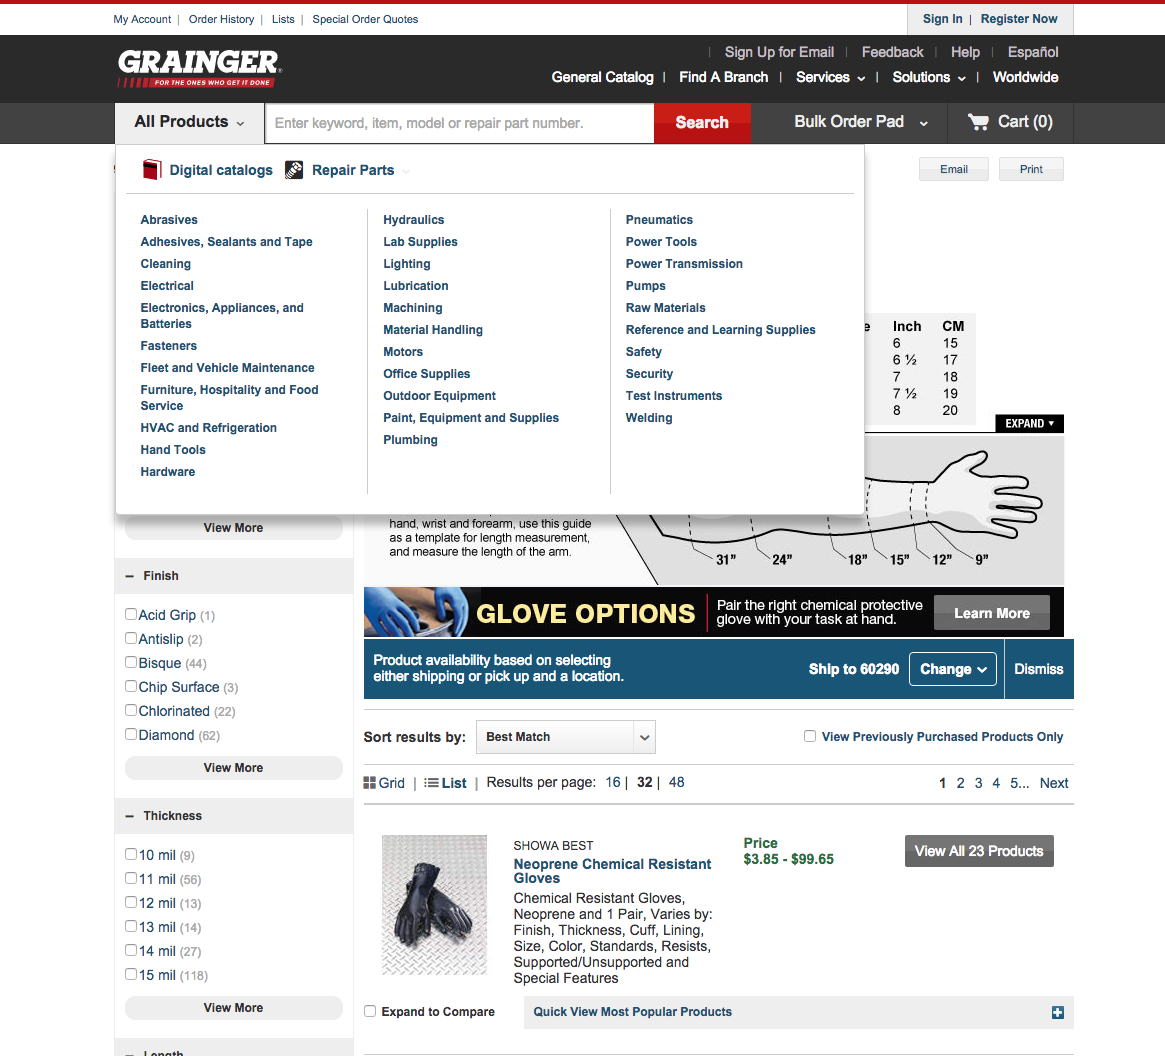 My Account | Order History | Lists | Special Order Quotes
Sign In | Register Now
GRAINGER®
FOR THE ONES WHO GET IT DONE
| Sign Up for Email | Feedback | Help | Español
General Catalog | Find A Branch | Services | Solutions | Worldwide
All Products
Enter keyword, item, model or repair part number.
Search
Bulk Order Pad
Cart (0)
Digital catalogs
Repair Parts
Email
Print
Abrasives
Adhesives, Sealants and Tape
Cleaning
Electrical
Electronics, Appliances, and
Batteries
Fasteners
Fleet and Vehicle Maintenance
Furniture, Hospitality and Food
Service
HVAC and Refrigeration
Hand Tools
Hardware
Hydraulics
Lab Supplies
Lighting
Lubrication
Machining
Material Handling
Motors
Office Supplies
Outdoor Equipment
Paint, Equipment and Supplies
Plumbing
Pneumatics
Power Tools
Power Transmission
Pumps
Raw Materials
Reference and Learning Supplies
Safety
Security
Test Instruments
Welding
e Inch CM
6 15
6 ½ 17
7 18
7 ½ 19
8 20
EXPAND ▼
hand, wrist and forearm, use this guide
as a template for length measurement,
and measure the length of the arm.
31” 24” 18” 15” 12” 9”
GLOVE OPTIONS
Pair the right chemical protective
glove with your task at hand.
Learn More
Product availability based on selecting
either shipping or pick up and a location.
Ship to 60290
Change
Dismiss
View More
– Finish
Acid Grip (1)
Antislip (2)
Bisque (44)
Chip Surface (3)
Chlorinated (22)
Diamond (62)
View More
– Thickness
10 mil (9)
11 mil (56)
12 mil (13)
13 mil (14)
14 mil (27)
15 mil (118)
View More
– Length
Sort results by: Best Match
View Previously Purchased Products Only
Grid | List | Results per page: 16 | 32 | 48
1 2 3 4 5... Next
SHOWA BEST
Neoprene Chemical Resistant
Gloves
Chemical Resistant Gloves,
Neoprene and 1 Pair, Varies by:
Finish, Thickness, Cuff, Lining,
Size, Color, Standards, Resists,
Supported/Unsupported and
Special Features
Price
$3.85 - $99.65
View All 23 Products
Expand to Compare
Quick View Most Popular Products